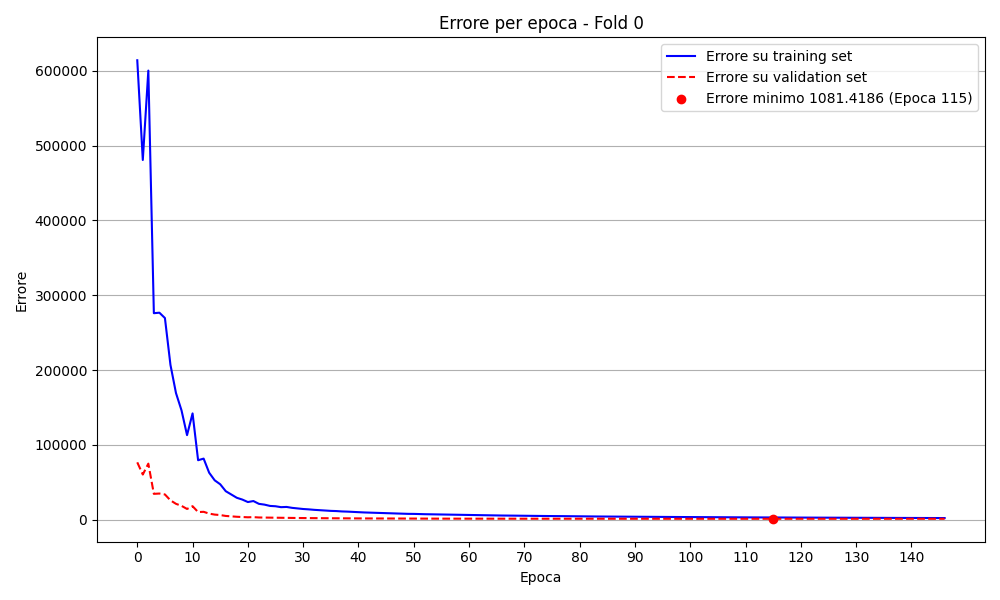 Errore per epoca - Fold 0
Errore su training set
Errore su validation set
Errore minimo 1081.4186 (Epoca 115)
600000
500000
400000
300000
200000
100000
0
Errore
0 10 20 30 40 50 60 70 80 90 100 110 120 130 140
Epoca